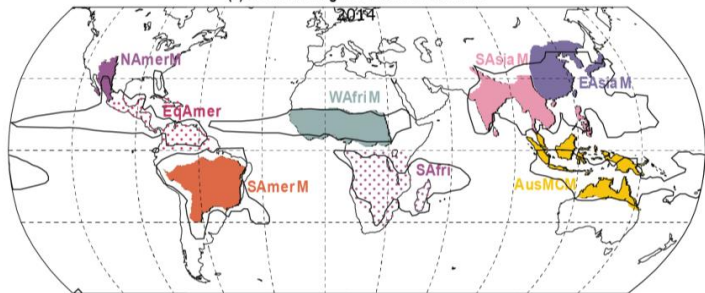 2014
NAmerM
SAsiaM
EAsiaM
WAfriM
EqAmer
SAfri
SAmerM
AusMCM